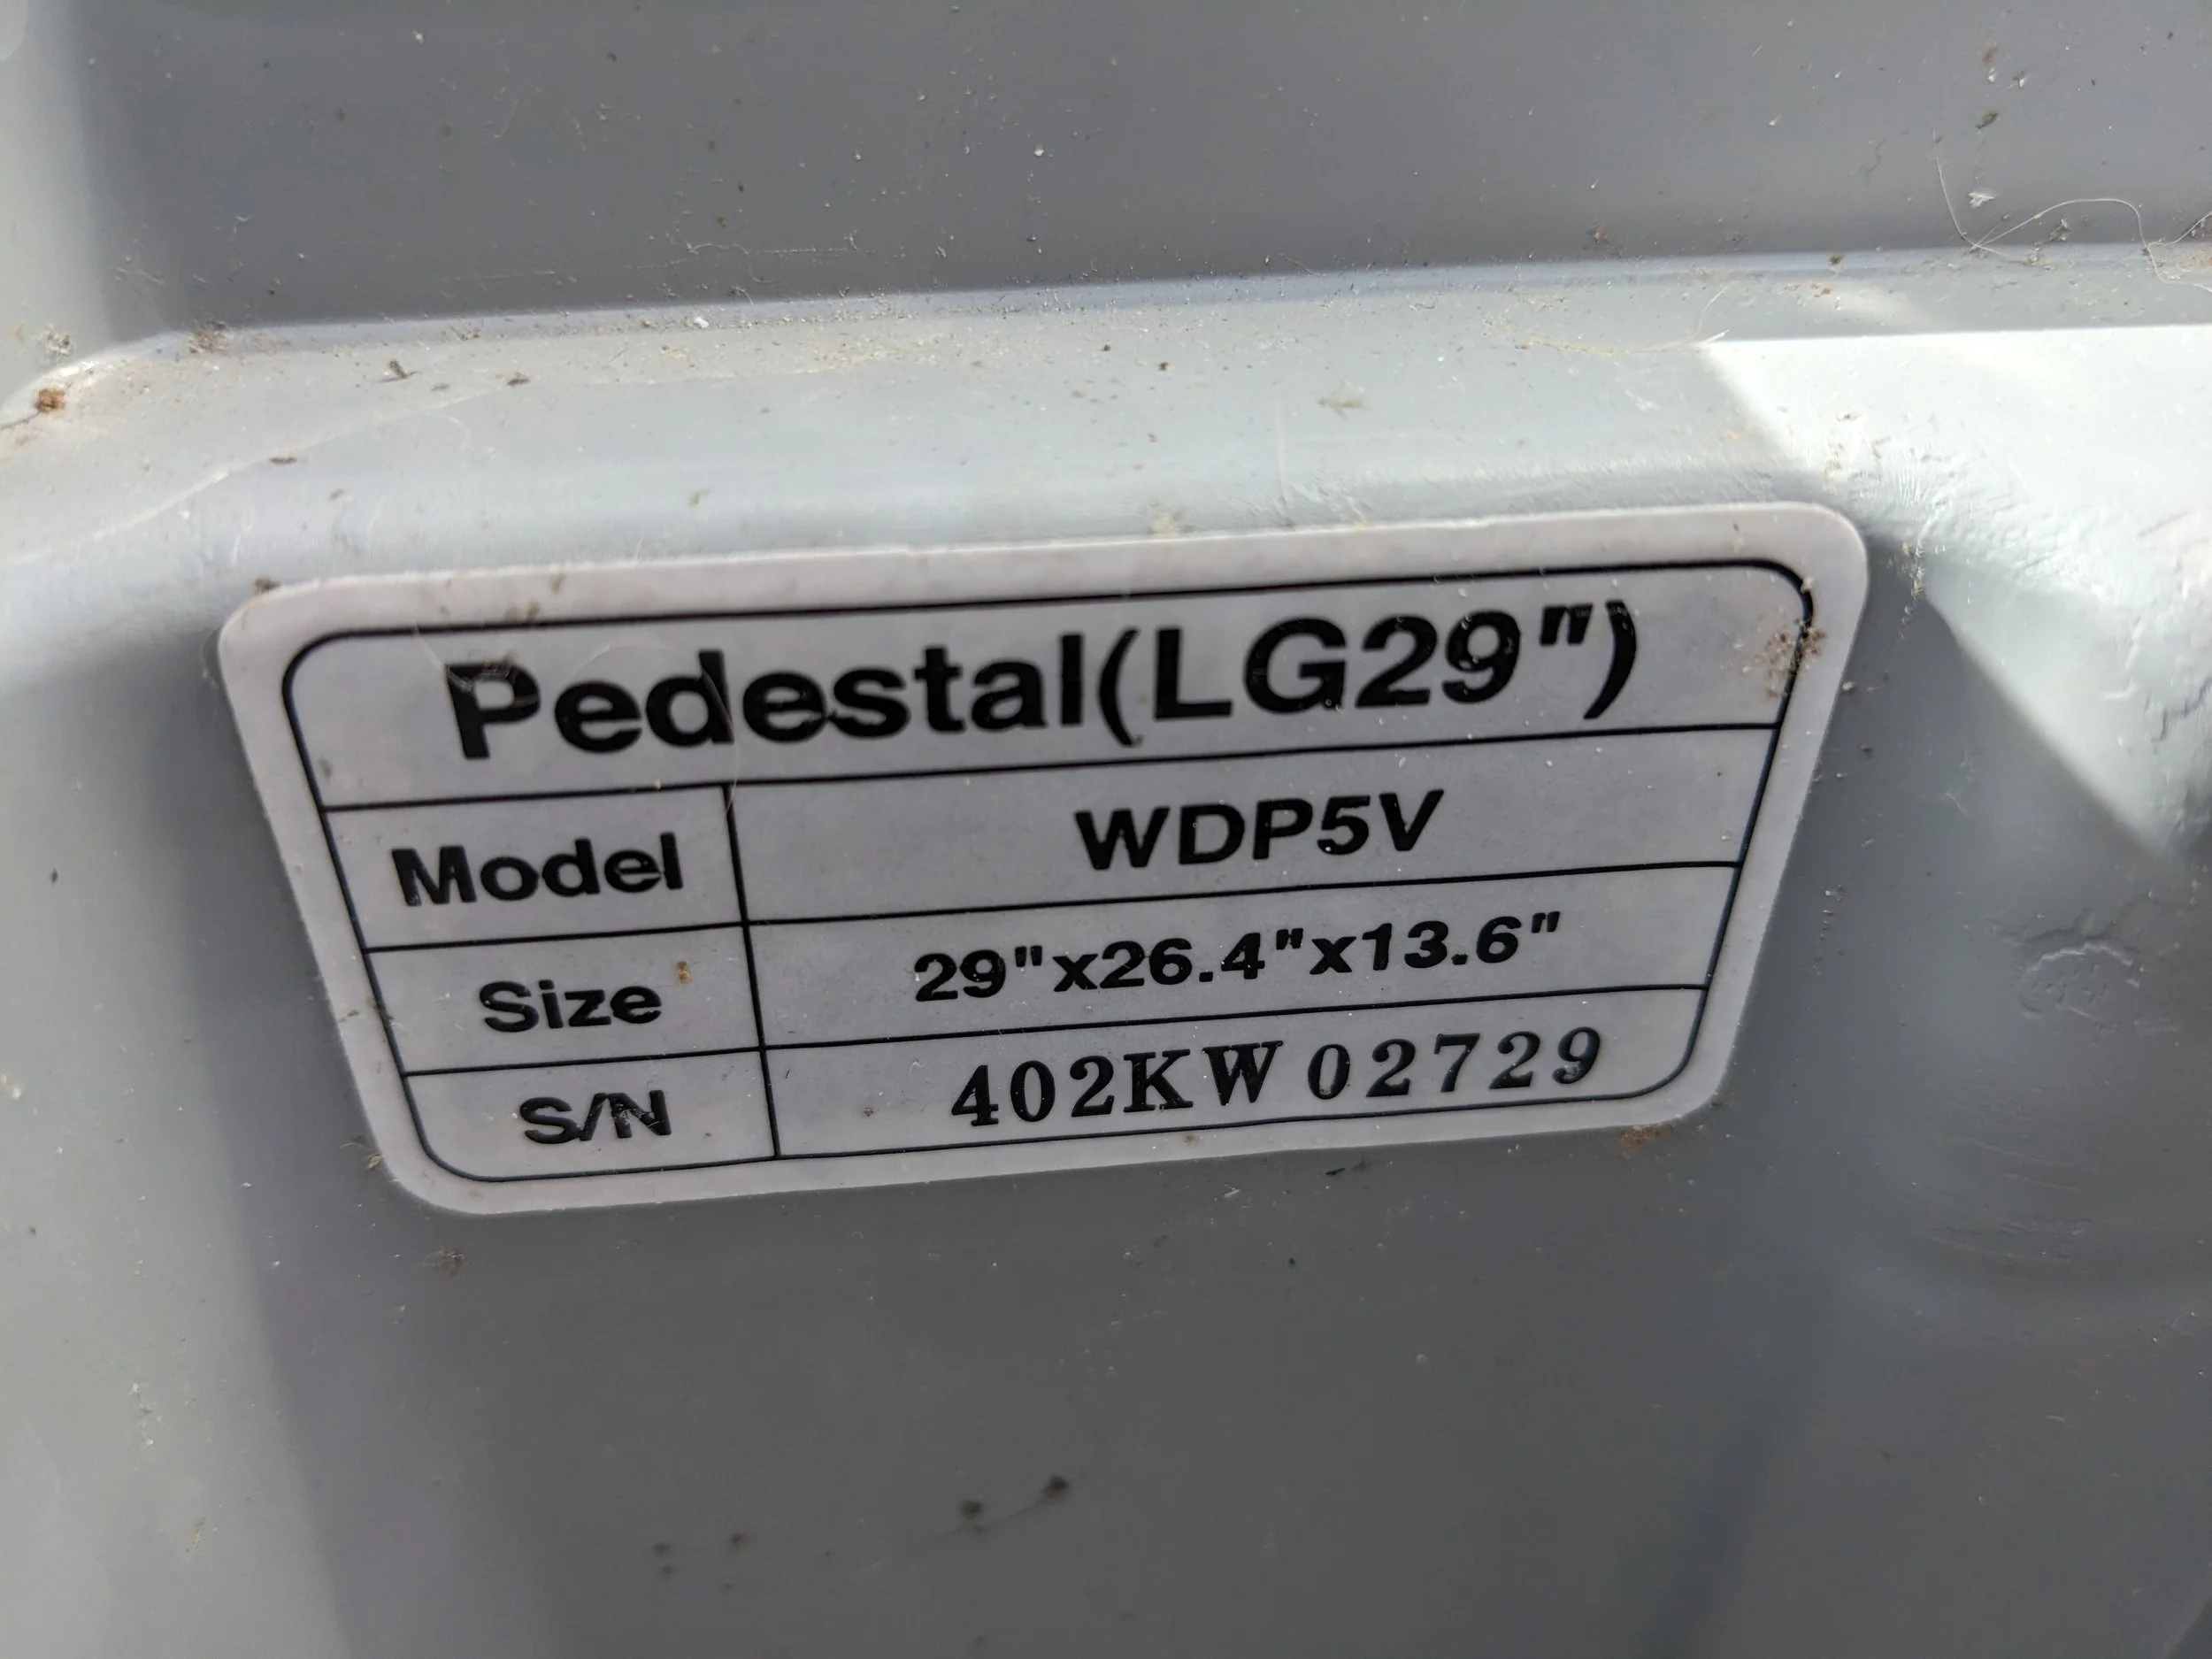 Pedestal(LG29")
Model WDP5V
Size 29"x26.4"x13.6"
S/N 402KW02729